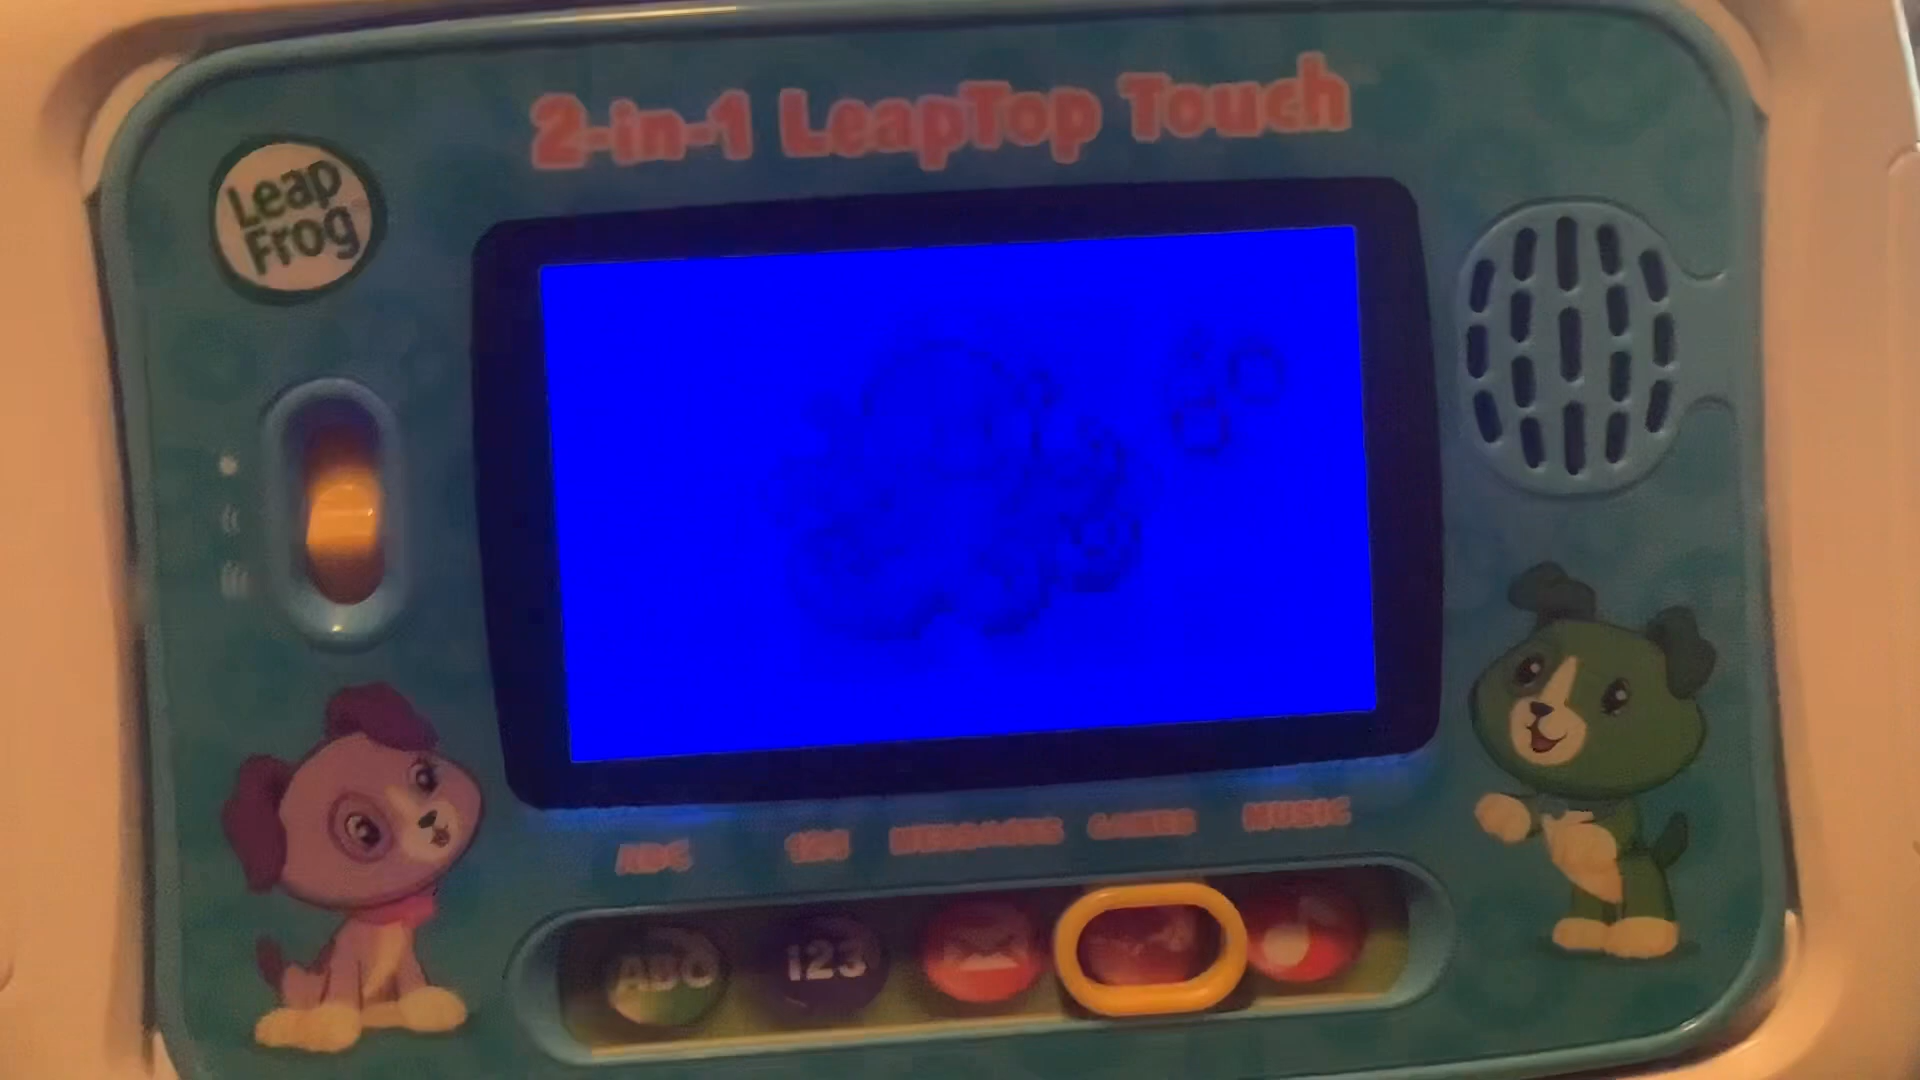 2-in-1 LeapTop Touch
Leap
Frog
ABC
123
MESSAGES
GAMES
MUSIC
ABC
123